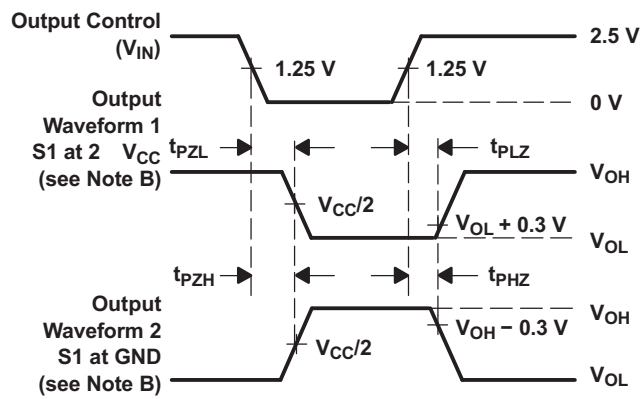 Output Control
(VIN)
2.5 V
1.25 V
1.25 V
0 V
Output
Waveform 1
S1 at 2 VCC
(see Note B)
tPZL
tPLZ
VOH
VCC/2
VOL + 0.3 V
VOL
tPZH
tPHZ
Output
Waveform 2
S1 at GND
(see Note B)
VOH
VOH − 0.3 V
VCC/2
VOL